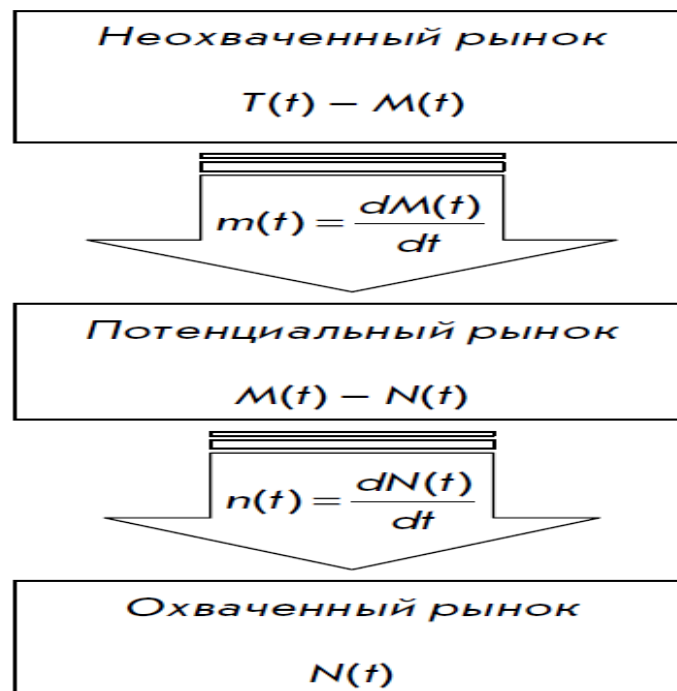 Неохваченный рынок
T(t) − M(t)
m(t) = dM(t)/dt
Потенциальный рынок
M(t) − N(t)
n(t) = dN(t)/dt
Охваченный рынок
N(t)